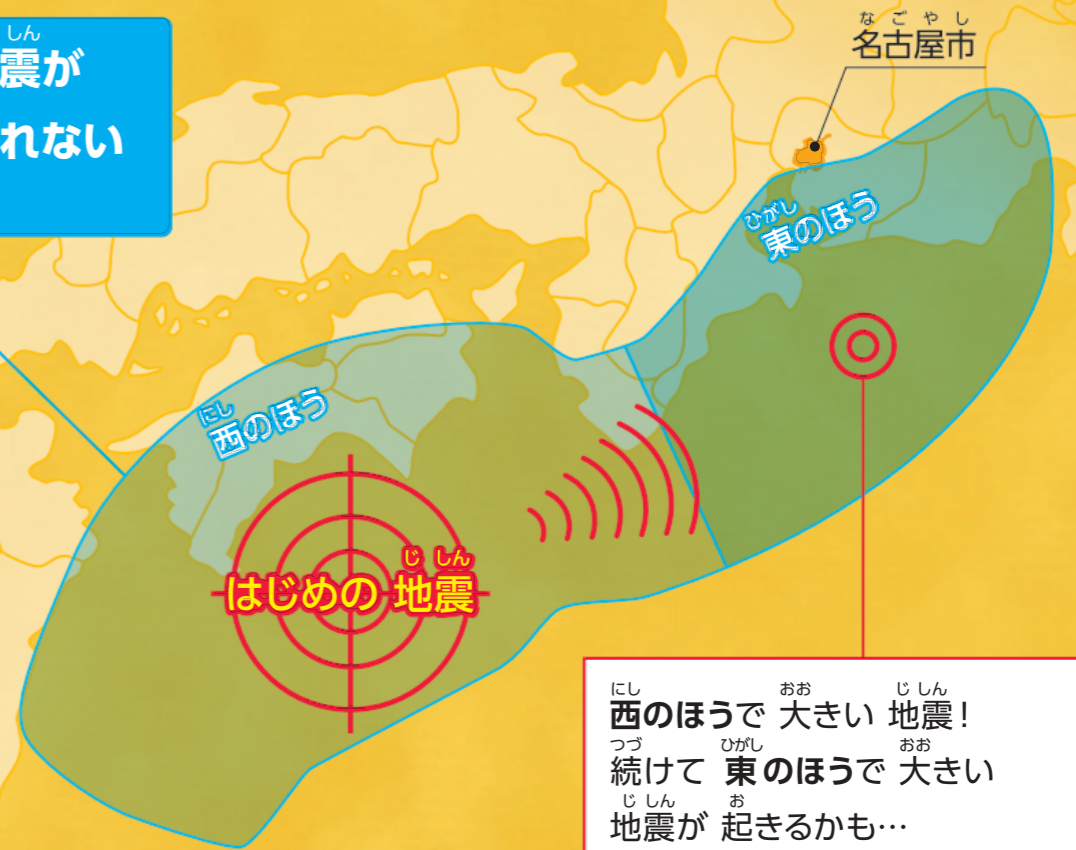 震が
れない
名古屋市
東のほう
西のほう
はじめの 地震
西のほうで 大きい 地震!
続けて 東のほうで 大きい
地震が 起きるかも…